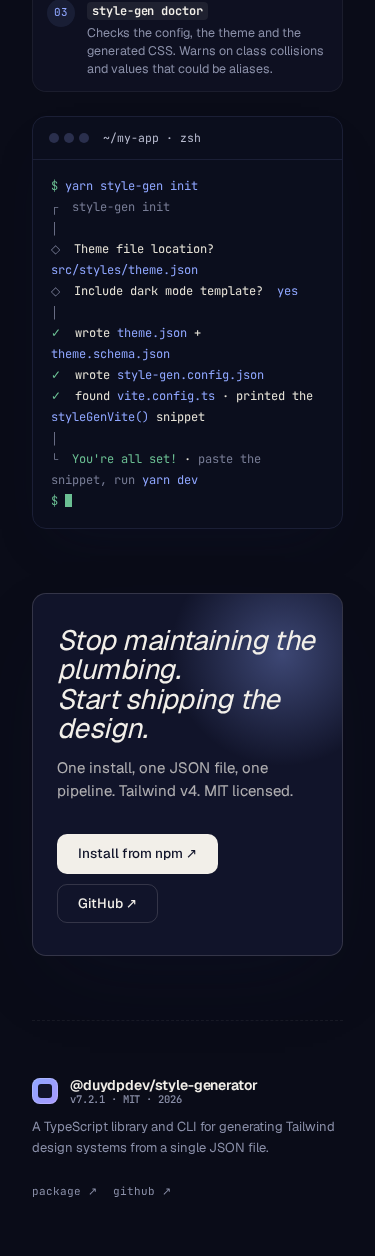 03
style-gen doctor
Checks the config, the theme and the
generated CSS. Warns on class collisions
and values that could be aliases.
~/my-app · zsh
$ yarn style-gen init
┌ style-gen init
│
◇ Theme file location?
src/styles/theme.json
◇ Include dark mode template? yes
│
✓ wrote theme.json +
theme.schema.json
✓ wrote style-gen.config.json
✓ found vite.config.ts · printed the
styleGenVite() snippet
│
└ You're all set! · paste the
snippet, run yarn dev
$
Stop maintaining the
plumbing.
Start shipping the
design.
One install, one JSON file, one
pipeline. Tailwind v4. MIT licensed.
Install from npm ↗
GitHub ↗
@duydpdev/style-generator
v7.2.1 · MIT · 2026
A TypeScript library and CLI for generating Tailwind
design systems from a single JSON file.
package ↗ github ↗